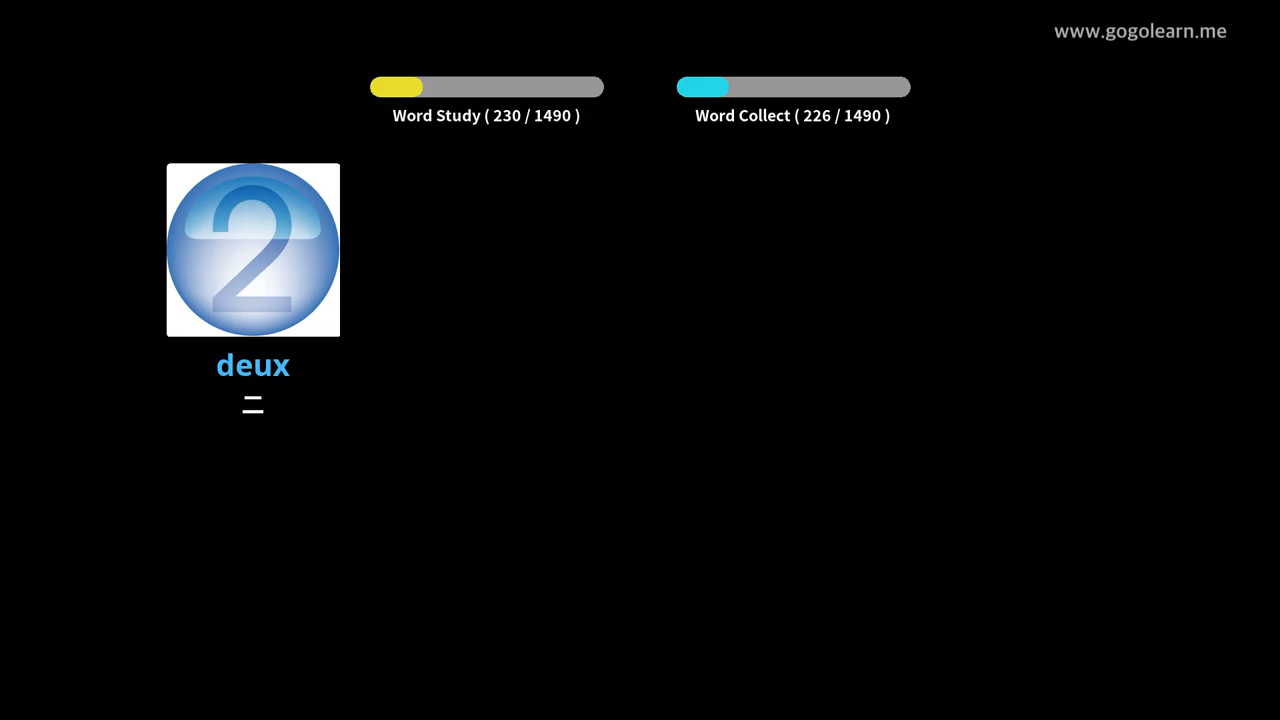 www.gogolearn.me
Word Study ( 230 / 1490 )
Word Collect ( 226 / 1490 )
2
deux
二